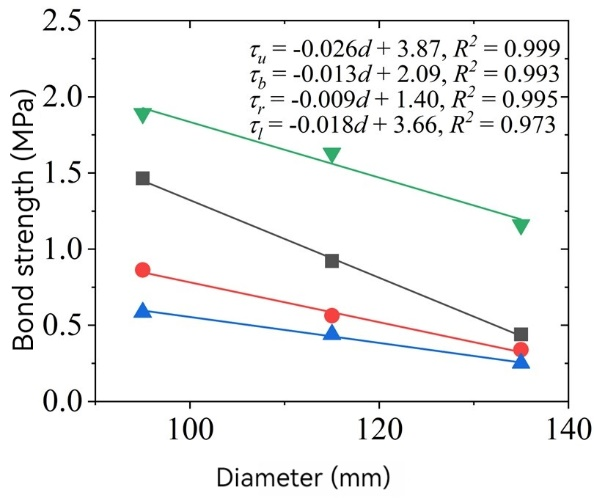 2.5
2.0
1.5
1.0
0.5
0.0
Bond strength (MPa)
τu = -0.026d + 3.87, R² = 0.999
τb = -0.013d + 2.09, R² = 0.993
τr = -0.009d + 1.40, R² = 0.995
τl = -0.018d + 3.66, R² = 0.973
100 120 140
Diameter (mm)